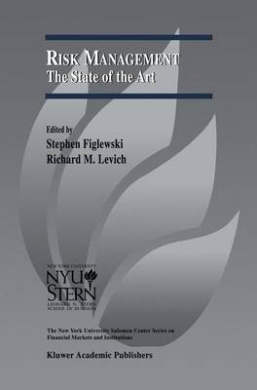 RISK MANAGEMENT
The State of the Art
Edited by
Stephen Figlewski
Richard M. Levich
NEW YORK UNIVERSITY
NYU
STERN
LEONARD N. STERN
SCHOOL OF BUSINESS
The New York University Salomon Center Series on
Financial Markets and Institutions
Kluwer Academic Publishers